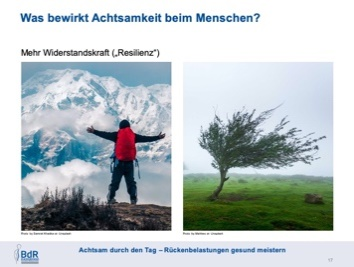 Was bewirkt Achtsamkeit beim Menschen?
Mehr Widerstandskraft („Resilienz“)
BdR
Achtsam durch den Tag – Rückenbelastungen gesund meistern
17